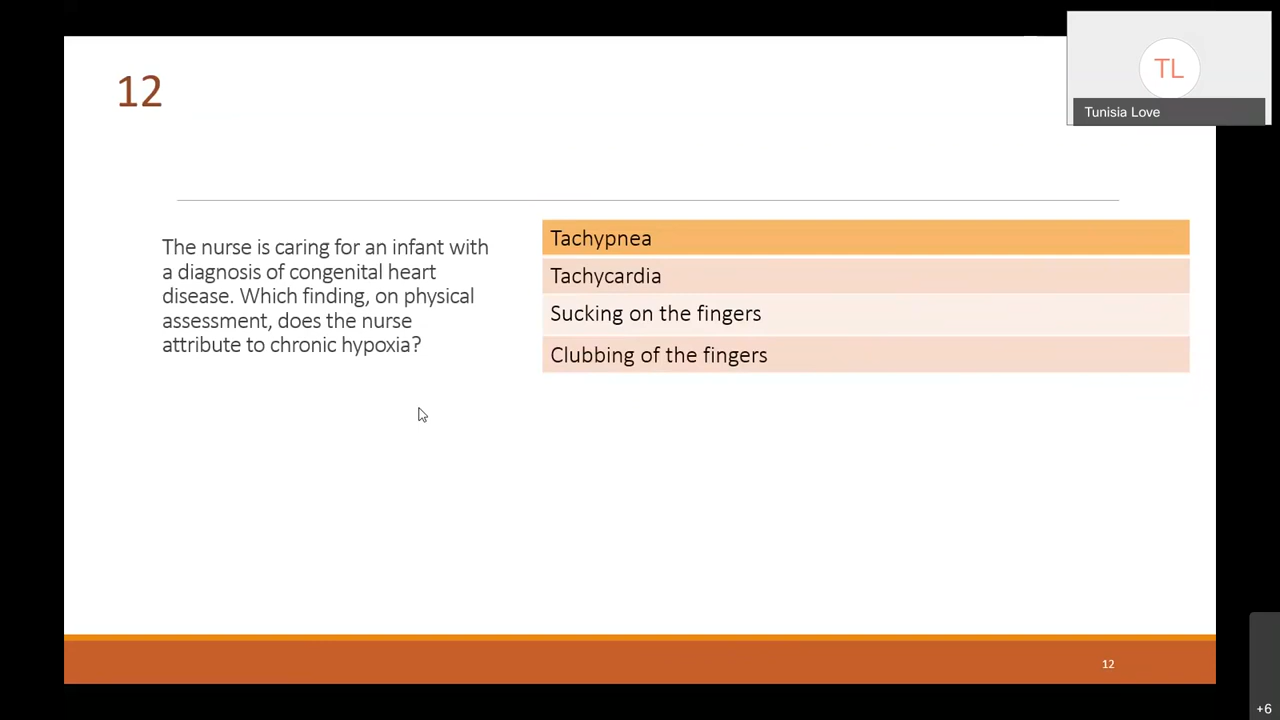 12
TL
Tunisia Love
The nurse is caring for an infant with
a diagnosis of congenital heart
disease. Which finding, on physical
assessment, does the nurse
attribute to chronic hypoxia?
Tachypnea
Tachycardia
Sucking on the fingers
Clubbing of the fingers
12
+6